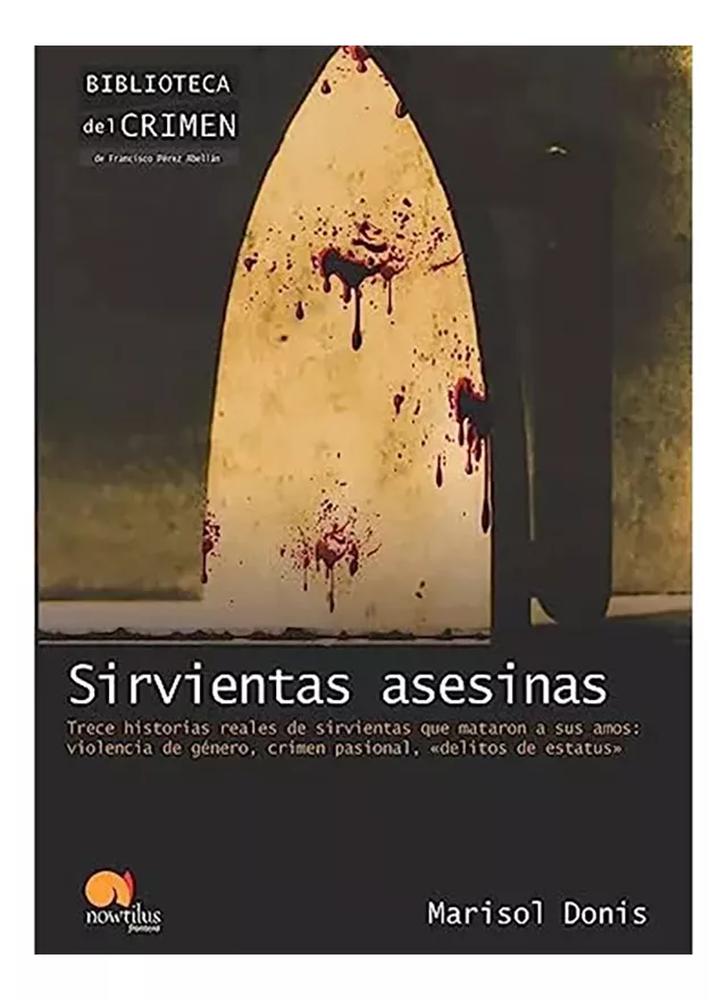 BIBLIOTECA
del CRIMEN
de Francisco Pérez Abellán
Sirvientas asesinas
Trece historias reales de sirvientas que mataron a sus amos:
violencia de género, crimen pasional, «delitos de estatus»
nowtilus
frontera
Marisol Donis